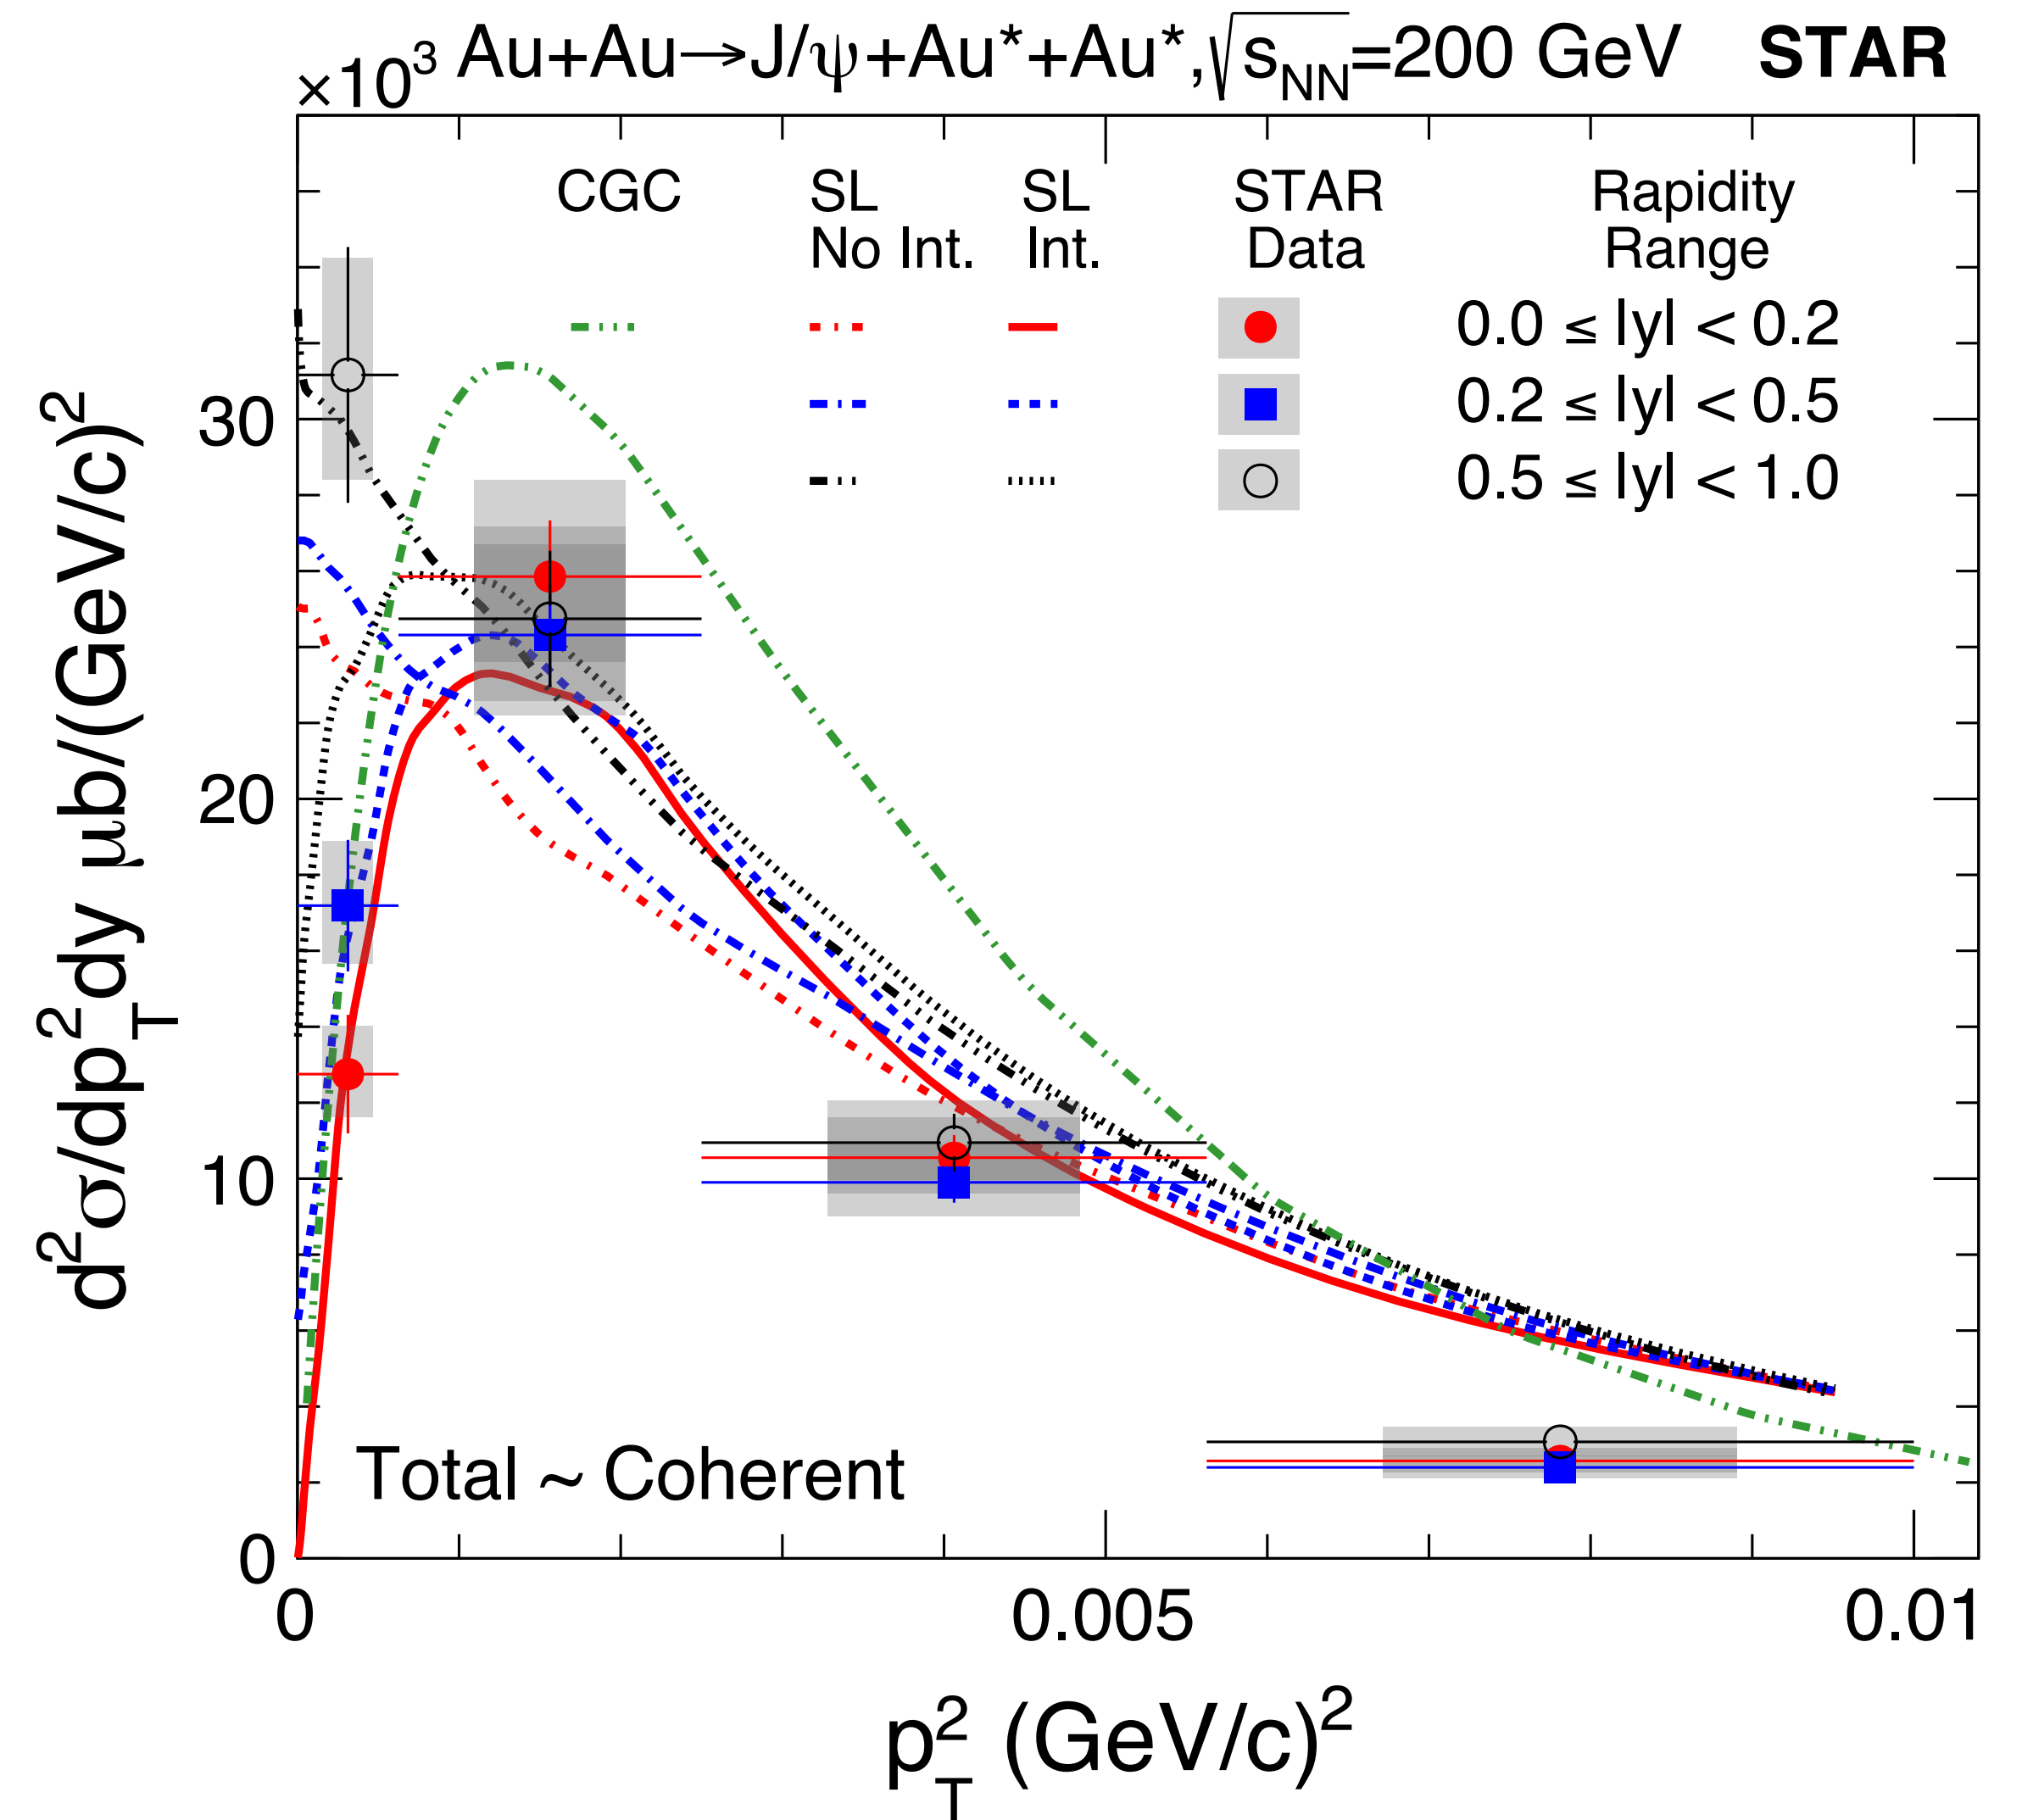 ×10³ Au+Au→J/ψ+Au*+Au*,√s_NN=200 GeV STAR
CGC SL SL STAR Rapidity
No Int. Int. Data Range
0.0 ≤ |y| < 0.2
0.2 ≤ |y| < 0.5
0.5 ≤ |y| < 1.0
d²σ/dp_T²dy μb/(GeV/c)²
30
20
10
0
Total ~ Coherent
0 0.005 0.01
p_T² (GeV/c)²